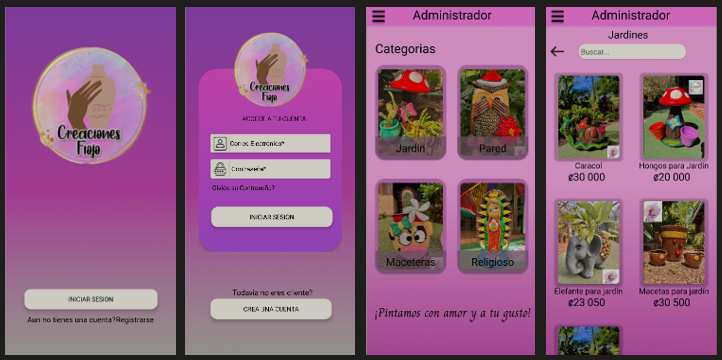 Creaciones
Fiojo
INICIAR SESION
Aun no tienes una cuenta?Registrarse
Creaciones
Fiojo
ACCEDE A TU CUENTA
Correo Electronico*
Contraseña*
Olvido su Contraseña?
INICIAR SESION
Todavia no eres cliente?
CREA UNA CUENTA
Administrador
Categorias
Jardin
Pared
Maceteras
Religioso
¡Pintamos con amor y a tu gusto!
Administrador
Jardines
Buscar...
Caracol
₡30 000
Hongos para Jardin
₡20 000
Elefante para jardin
₡23 050
Macetas para jardin
₡30 500